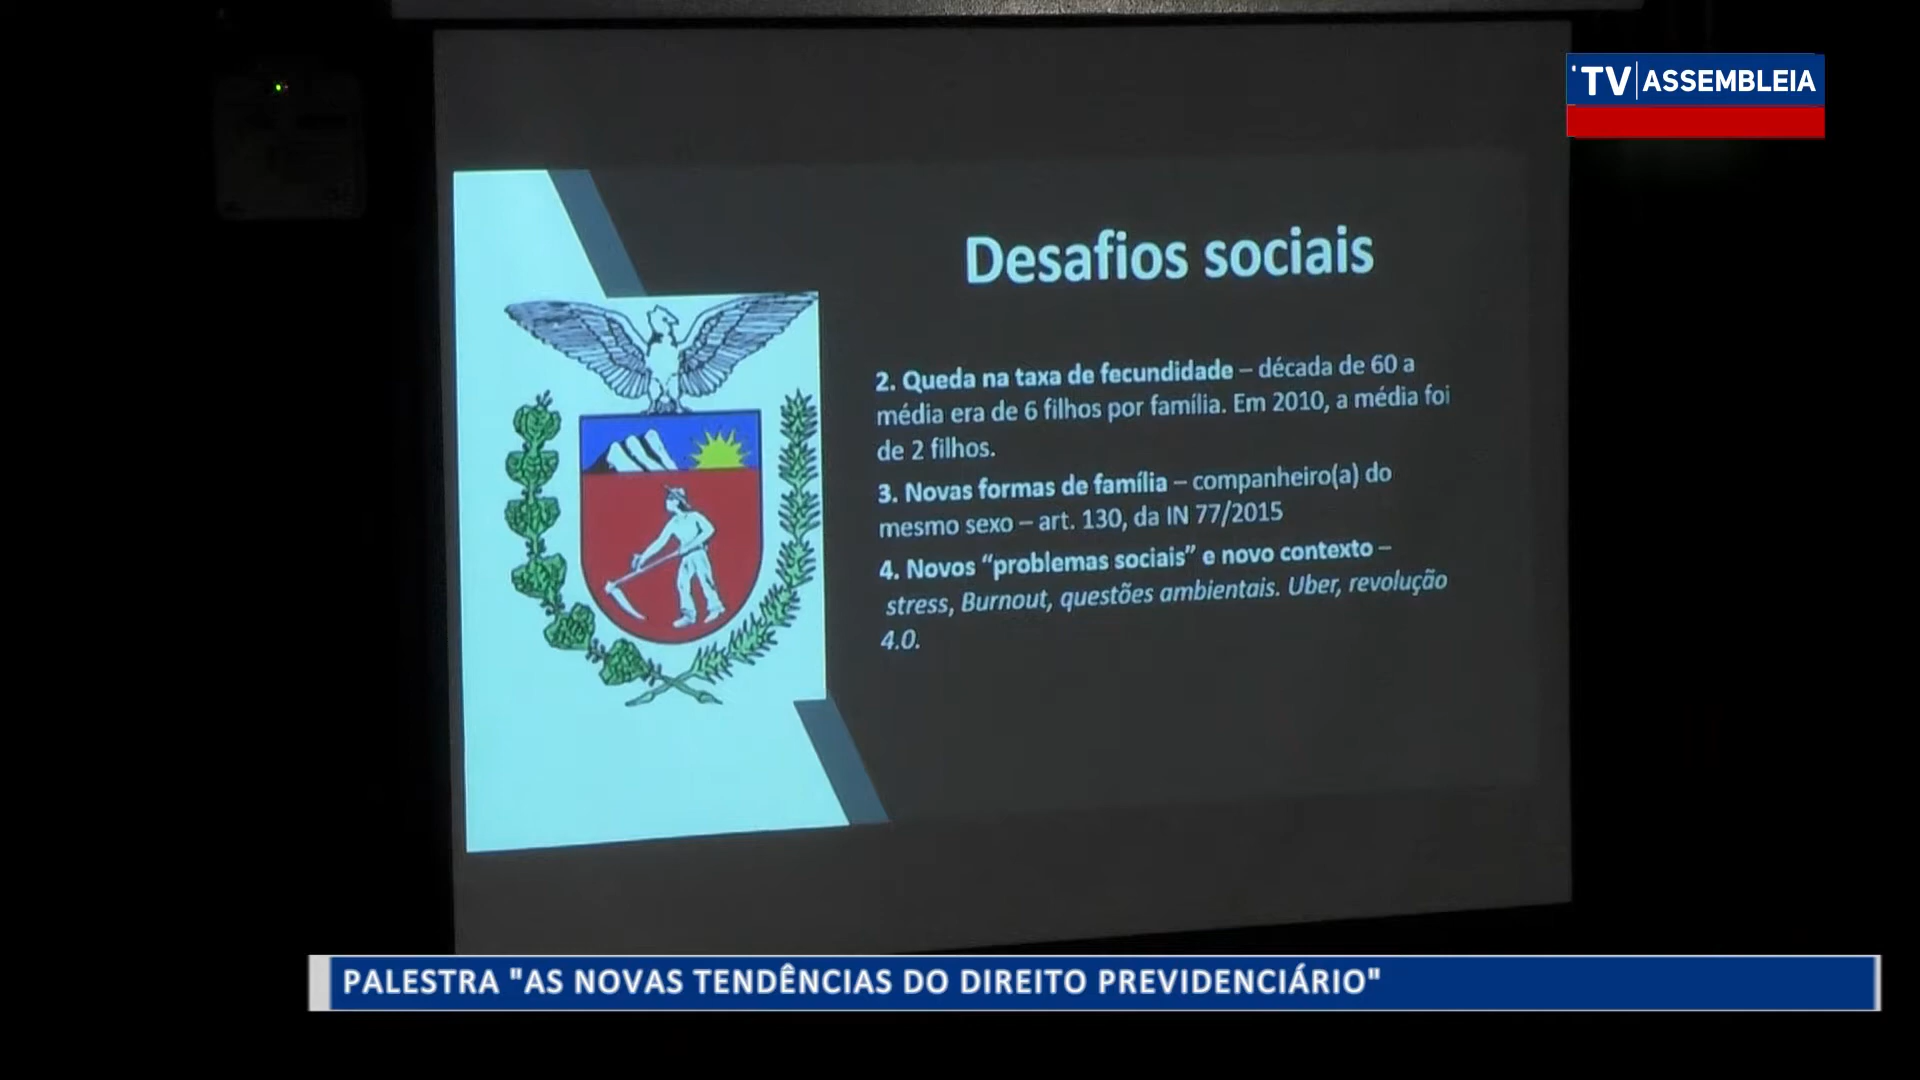 TV ASSEMBLEIA
Desafios sociais
2. Queda na taxa de fecundidade – década de 60 a
média era de 6 filhos por família. Em 2010, a média foi
de 2 filhos.
3. Novas formas de família – companheiro(a) do
mesmo sexo – art. 130, da IN 77/2015
4. Novos “problemas sociais” e novo contexto –
stress, Burnout, questões ambientais. Uber, revolução
4.0.
PALESTRA "AS NOVAS TENDÊNCIAS DO DIREITO PREVIDENCIÁRIO"